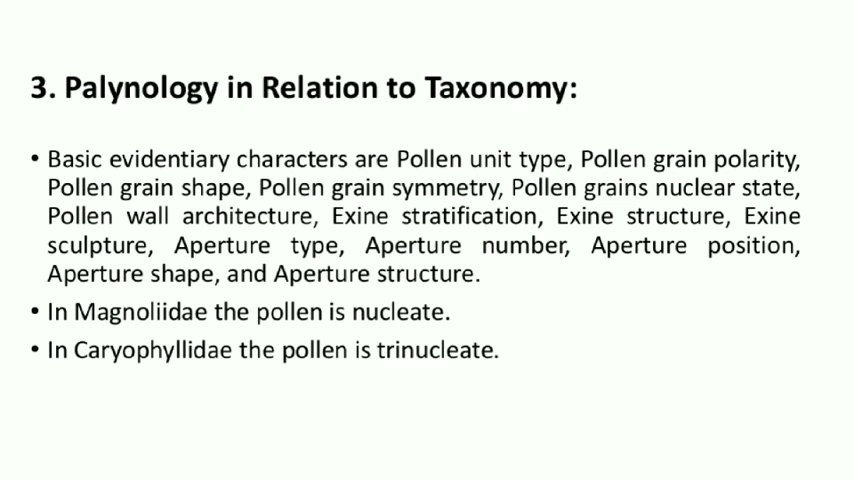 3. Palynology in Relation to Taxonomy:
• Basic evidentiary characters are Pollen unit type, Pollen grain polarity,
Pollen grain shape, Pollen grain symmetry, Pollen grains nuclear state,
Pollen wall architecture, Exine stratification, Exine structure, Exine
sculpture, Aperture type, Aperture number, Aperture position,
Aperture shape, and Aperture structure.
• In Magnoliidae the pollen is nucleate.
• In Caryophyllidae the pollen is trinucleate.